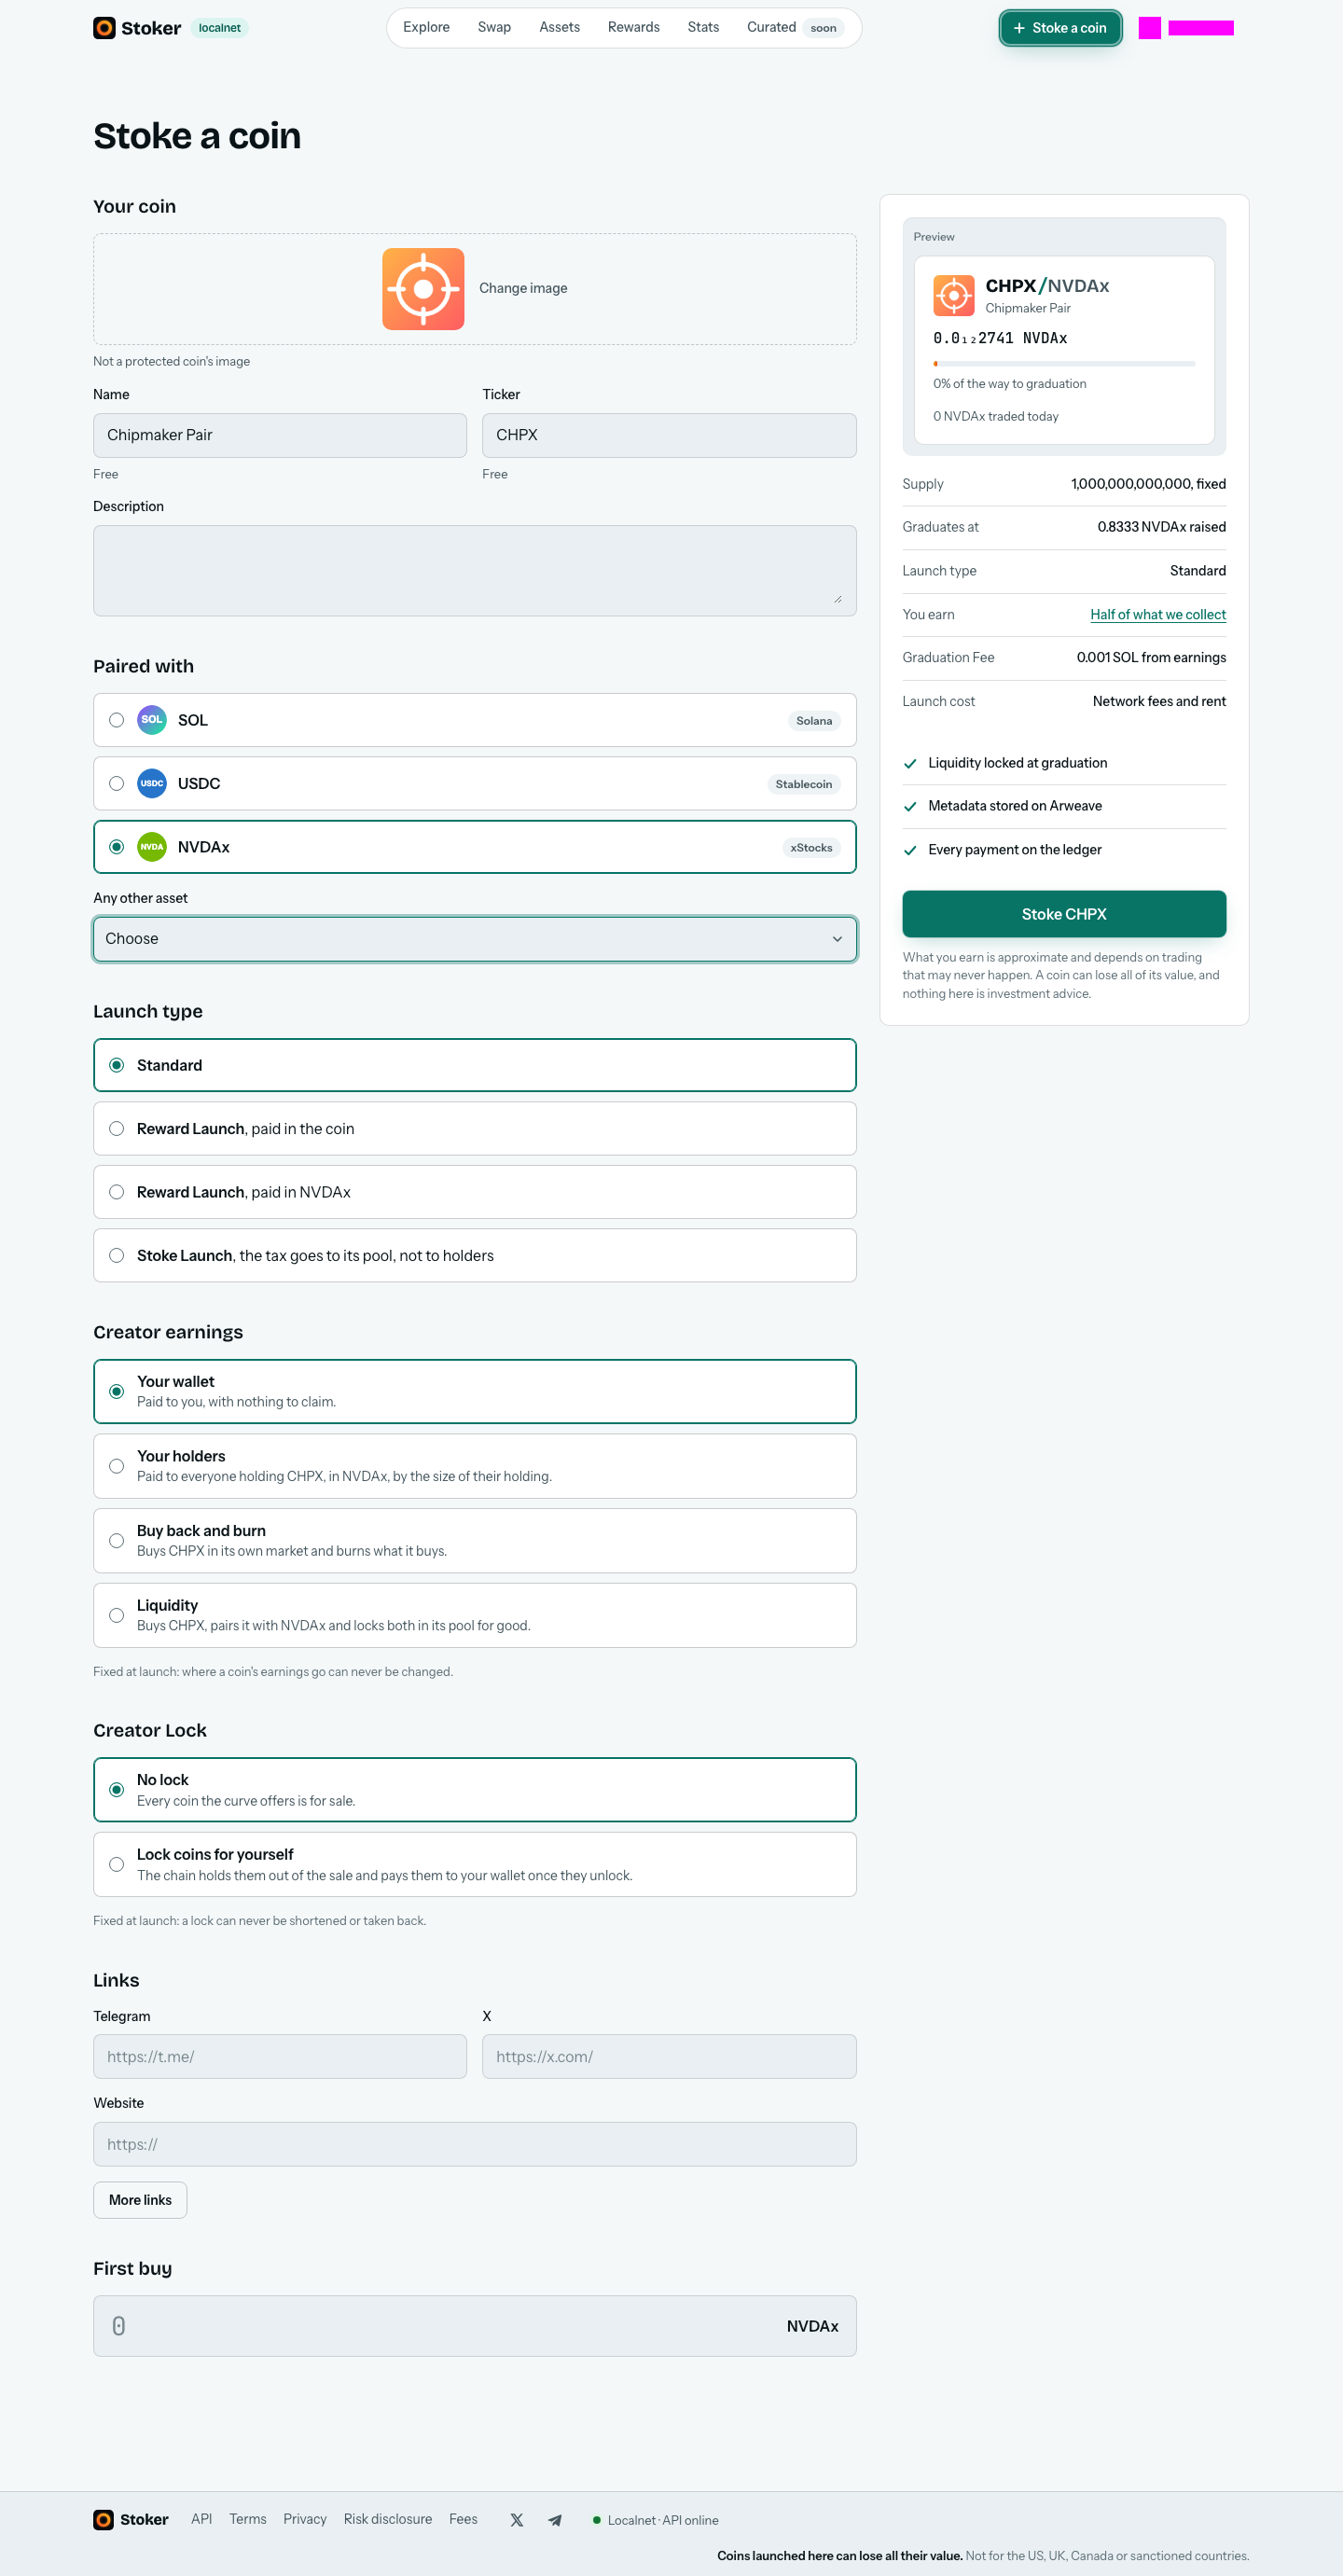 Stoker localnet
Explore Swap Assets Rewards Stats Curated soon
+ Stoke a coin
Stoke a coin
Your coin
Change image
Not a protected coin's image
Name Ticker
Chipmaker Pair CHPX
Free Free
Description
Paired with
SOL SOL Solana
USDC USDC Stablecoin
NVDA NVDAx xStocks
Any other asset
Choose
Launch type
Standard
Reward Launch, paid in the coin
Reward Launch, paid in NVDAx
Stoke Launch, the tax goes to its pool, not to holders
Creator earnings
Your wallet
Paid to you, with nothing to claim.
Your holders
Paid to everyone holding CHPX, in NVDAx, by the size of their holding.
Buy back and burn
Buys CHPX in its own market and burns what it buys.
Liquidity
Buys CHPX, pairs it with NVDAx and locks both in its pool for good.
Fixed at launch: where a coin's earnings go can never be changed.
Creator Lock
No lock
Every coin the curve offers is for sale.
Lock coins for yourself
The chain holds them out of the sale and pays them to your wallet once they unlock.
Fixed at launch: a lock can never be shortened or taken back.
Links
Telegram X
https://t.me/ https://x.com/
Website
https://
More links
First buy
0 NVDAx
Preview
CHPX/NVDAx
Chipmaker Pair
0.0₁₂2741 NVDAx
0% of the way to graduation
0 NVDAx traded today
Supply 1,000,000,000,000, fixed
Graduates at 0.8333 NVDAx raised
Launch type Standard
You earn Half of what we collect
Graduation Fee 0.001 SOL from earnings
Launch cost Network fees and rent
Liquidity locked at graduation
Metadata stored on Arweave
Every payment on the ledger
Stoke CHPX
What you earn is approximate and depends on trading
that may never happen. A coin can lose all of its value, and
nothing here is investment advice.
Stoker API Terms Privacy Risk disclosure Fees Localnet · API online
Coins launched here can lose all their value. Not for the US, UK, Canada or sanctioned countries.